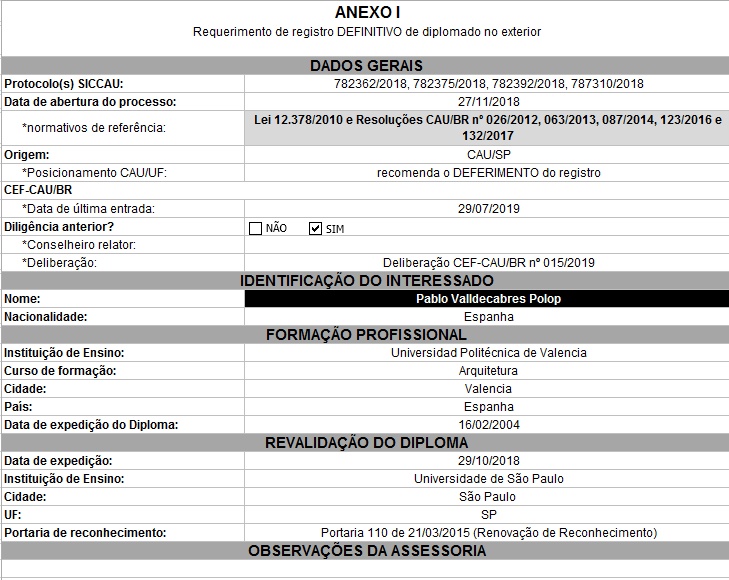 ANEXO I
Requerimento de registro DEFINITIVO de diplomado no exterior
DADOS GERAIS
Protocolo(s) SICCAU: 782362/2018, 782375/2018, 782392/2018, 787310/2018
Data de abertura do processo: 27/11/2018
*normativos de referência: Lei 12.378/2010 e Resoluções CAU/BR nº 026/2012, 063/2013, 087/2014, 123/2016 e
132/2017
Origem: CAU/SP
*Posicionamento CAU/UF: recomenda o DEFERIMENTO do registro
CEF-CAU/BR
*Data de última entrada: 29/07/2019
Diligência anterior? NÃO SIM
*Conselheiro relator:
*Deliberação: Deliberação CEF-CAU/BR nº 015/2019
IDENTIFICAÇÃO DO INTERESSADO
Nome: Pablo Valldecabres Polop
Nacionalidade: Espanha
FORMAÇÃO PROFISSIONAL
Instituição de Ensino: Universidad Politécnica de Valencia
Curso de formação: Arquitetura
Cidade: Valencia
País: Espanha
Data de expedição do Diploma: 16/02/2004
REVALIDAÇÃO DO DIPLOMA
Data de expedição: 29/10/2018
Instituição de Ensino: Universidade de São Paulo
Cidade: São Paulo
UF: SP
Portaria de reconhecimento: Portaria 110 de 21/03/2015 (Renovação de Reconhecimento)
OBSERVAÇÕES DA ASSESSORIA